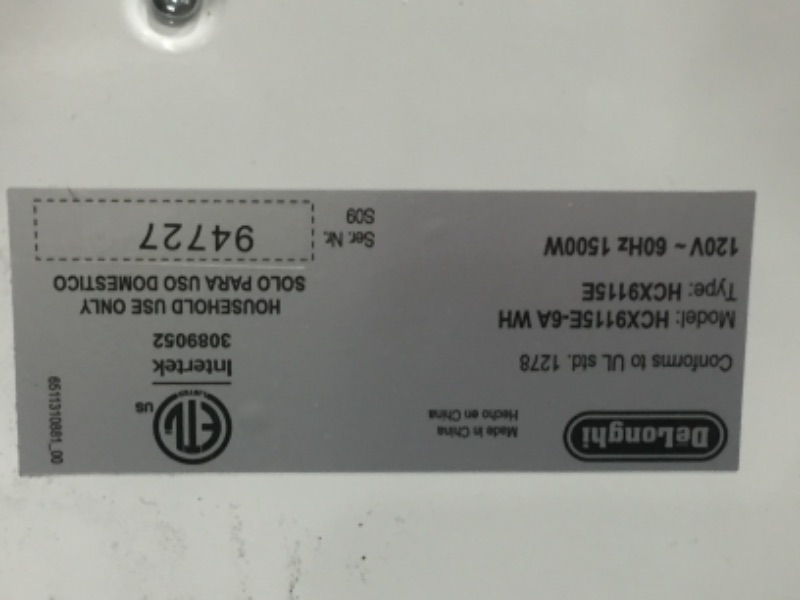 DeLonghi
Made in China
Hecho en China
Conforms to UL std. 1278
Model: HCX9115E-6A WH
Type: HCX9115E
120V ~ 60Hz 1500W
Ser. Nr.
S09
94727
ETL
LISTED
US
Intertek
3089052
HOUSEHOLD USE ONLY
SOLO PARA USO DOMESTICO
6511310881_00